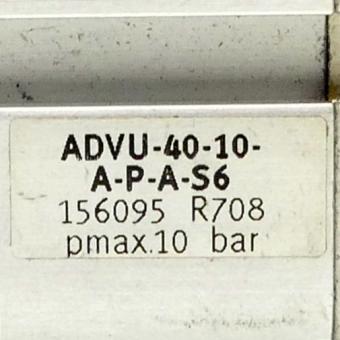 ADVU-40-10-
A-P-A-S6
156095 R708
pmax.10 bar